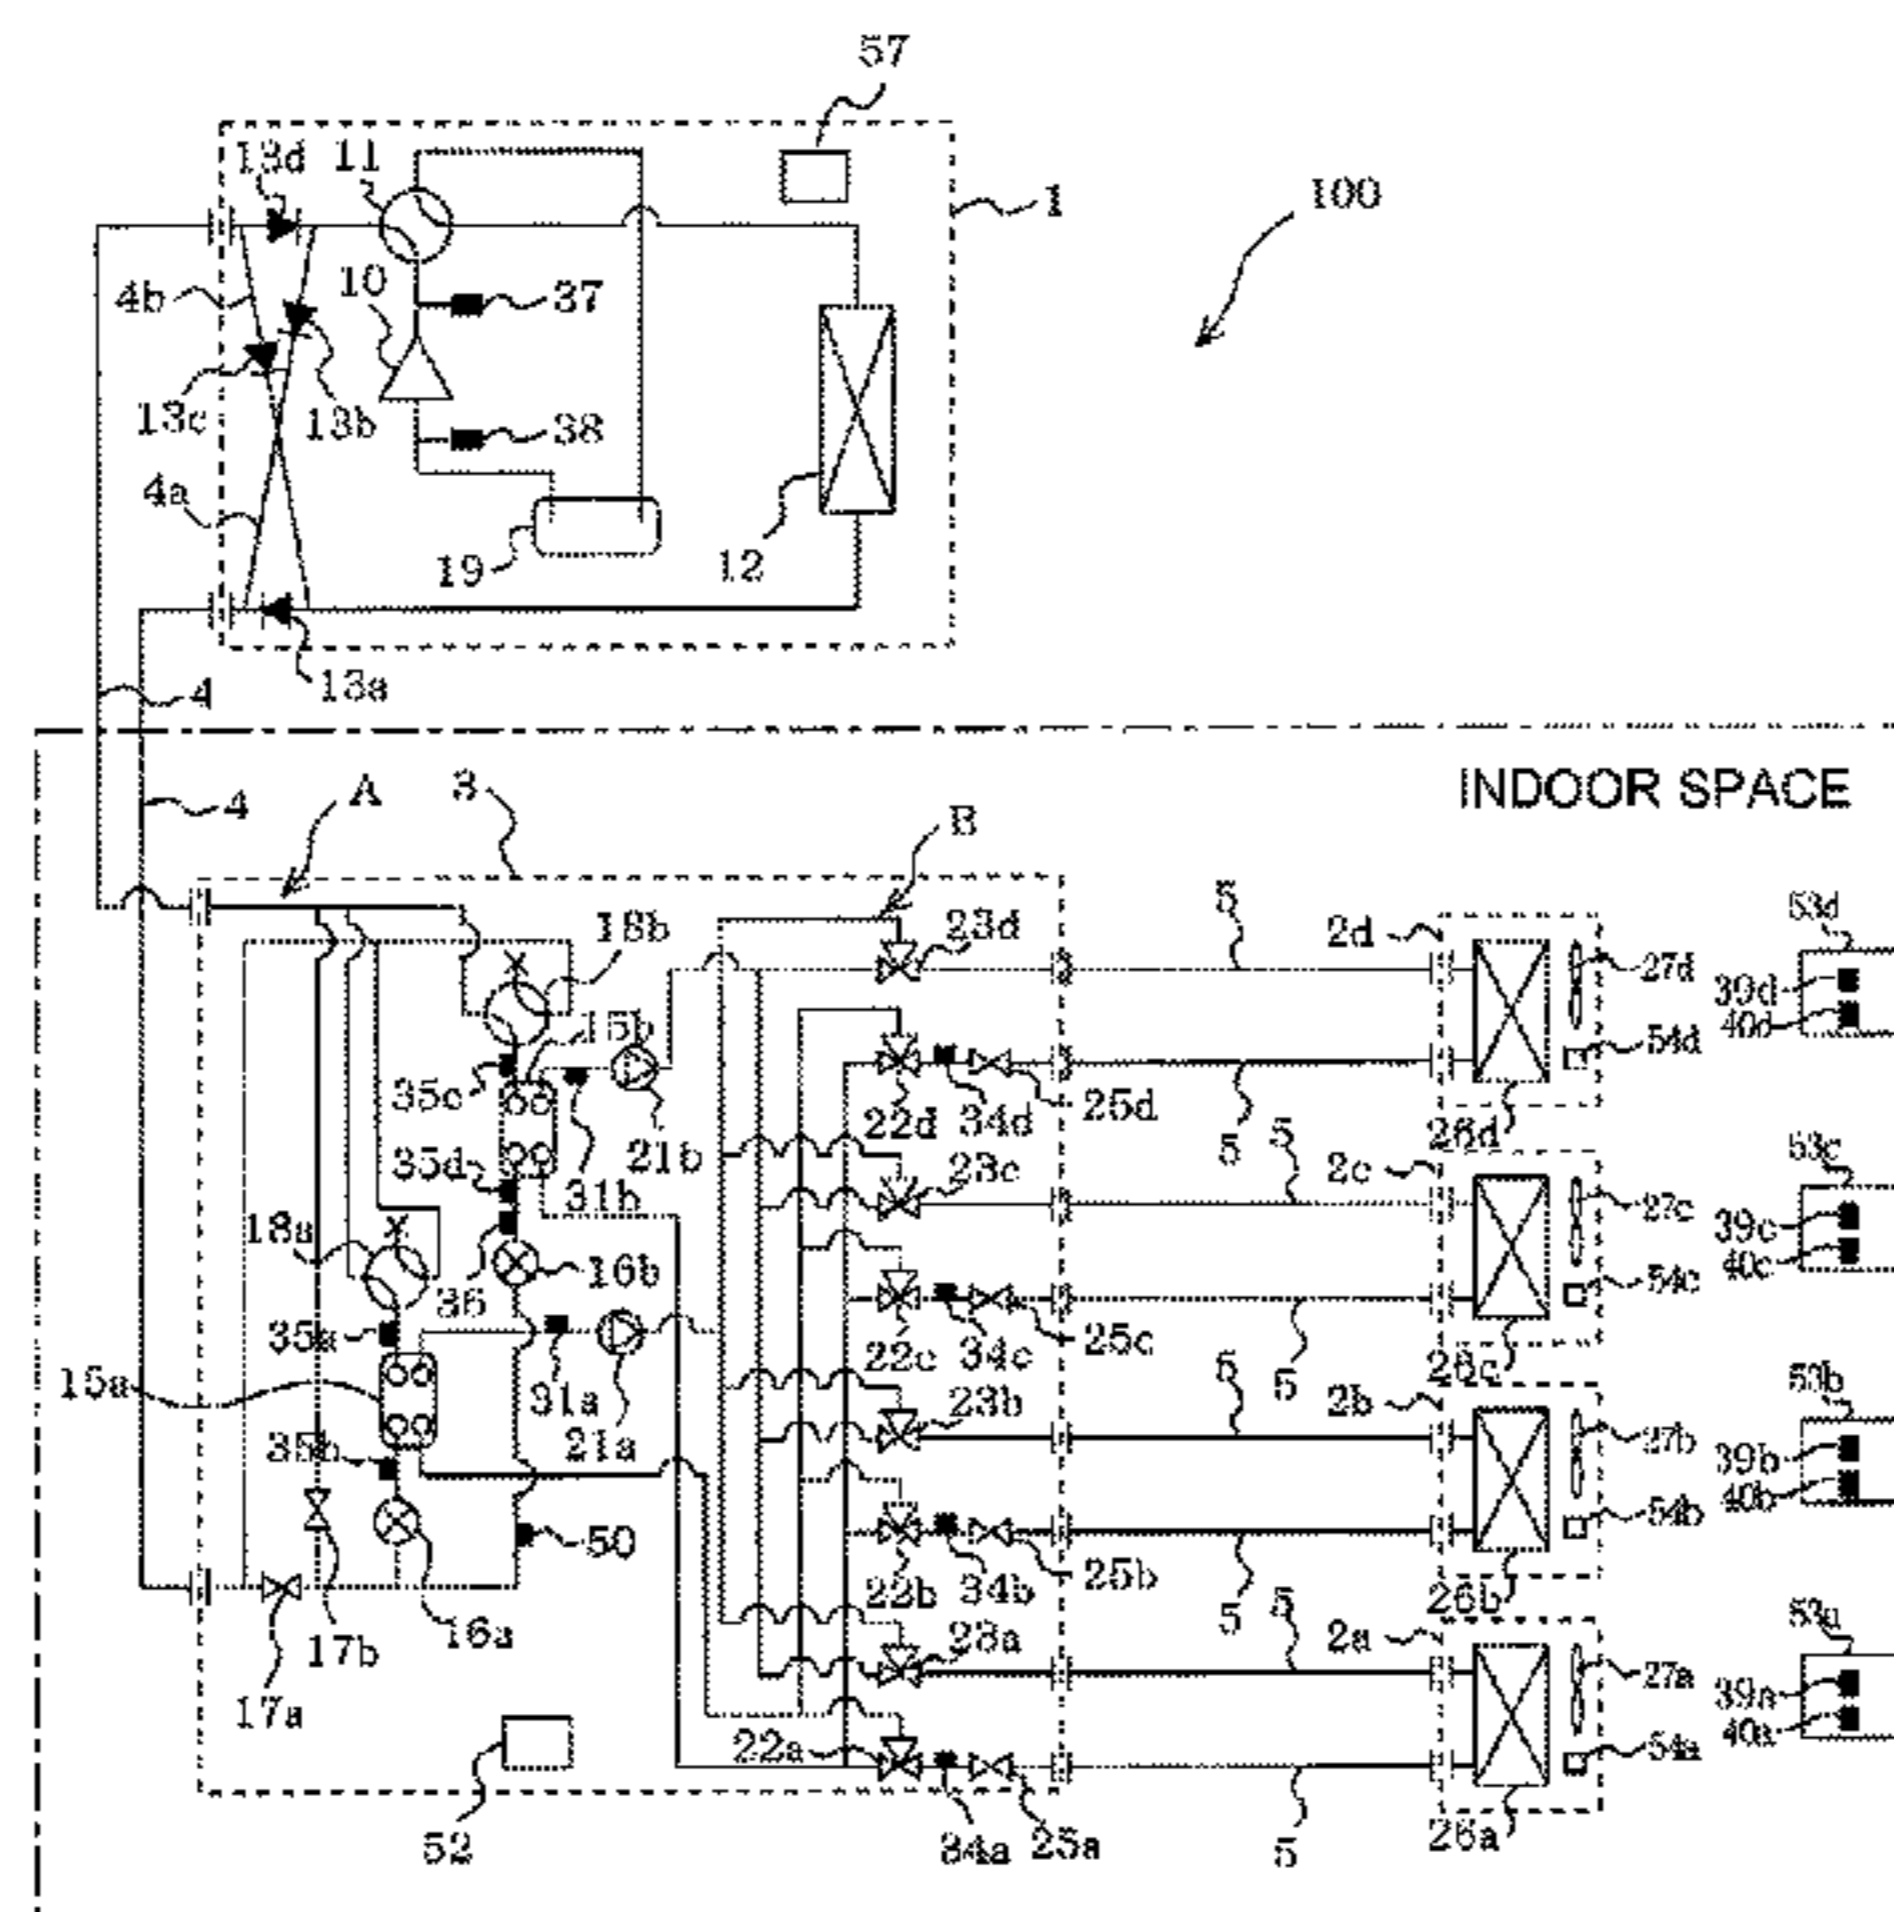 57
13d 11
1
100
4b
10
37
13c
13b
38
4a
19
12
13a
4
4
A
3
B
INDOOR SPACE
18b
23d
5
2d
53d
27d
39d
40d
15b
54d
35c
22d
34d
25d
5
26d
21b
31b
35d
23c
5
2c
53c
27c
39c
40c
18a
36
16b
54c
35a
22c
34c
25c
5
26c
15a
31a
21a
23b
5
2b
53b
27b
39b
40b
35b
50
54b
22b
34b
25b
5
26b
17b
16a
23a
5
2a
53a
27a
39a
40a
17a
22a
54a
52
34a
25a
5
26a